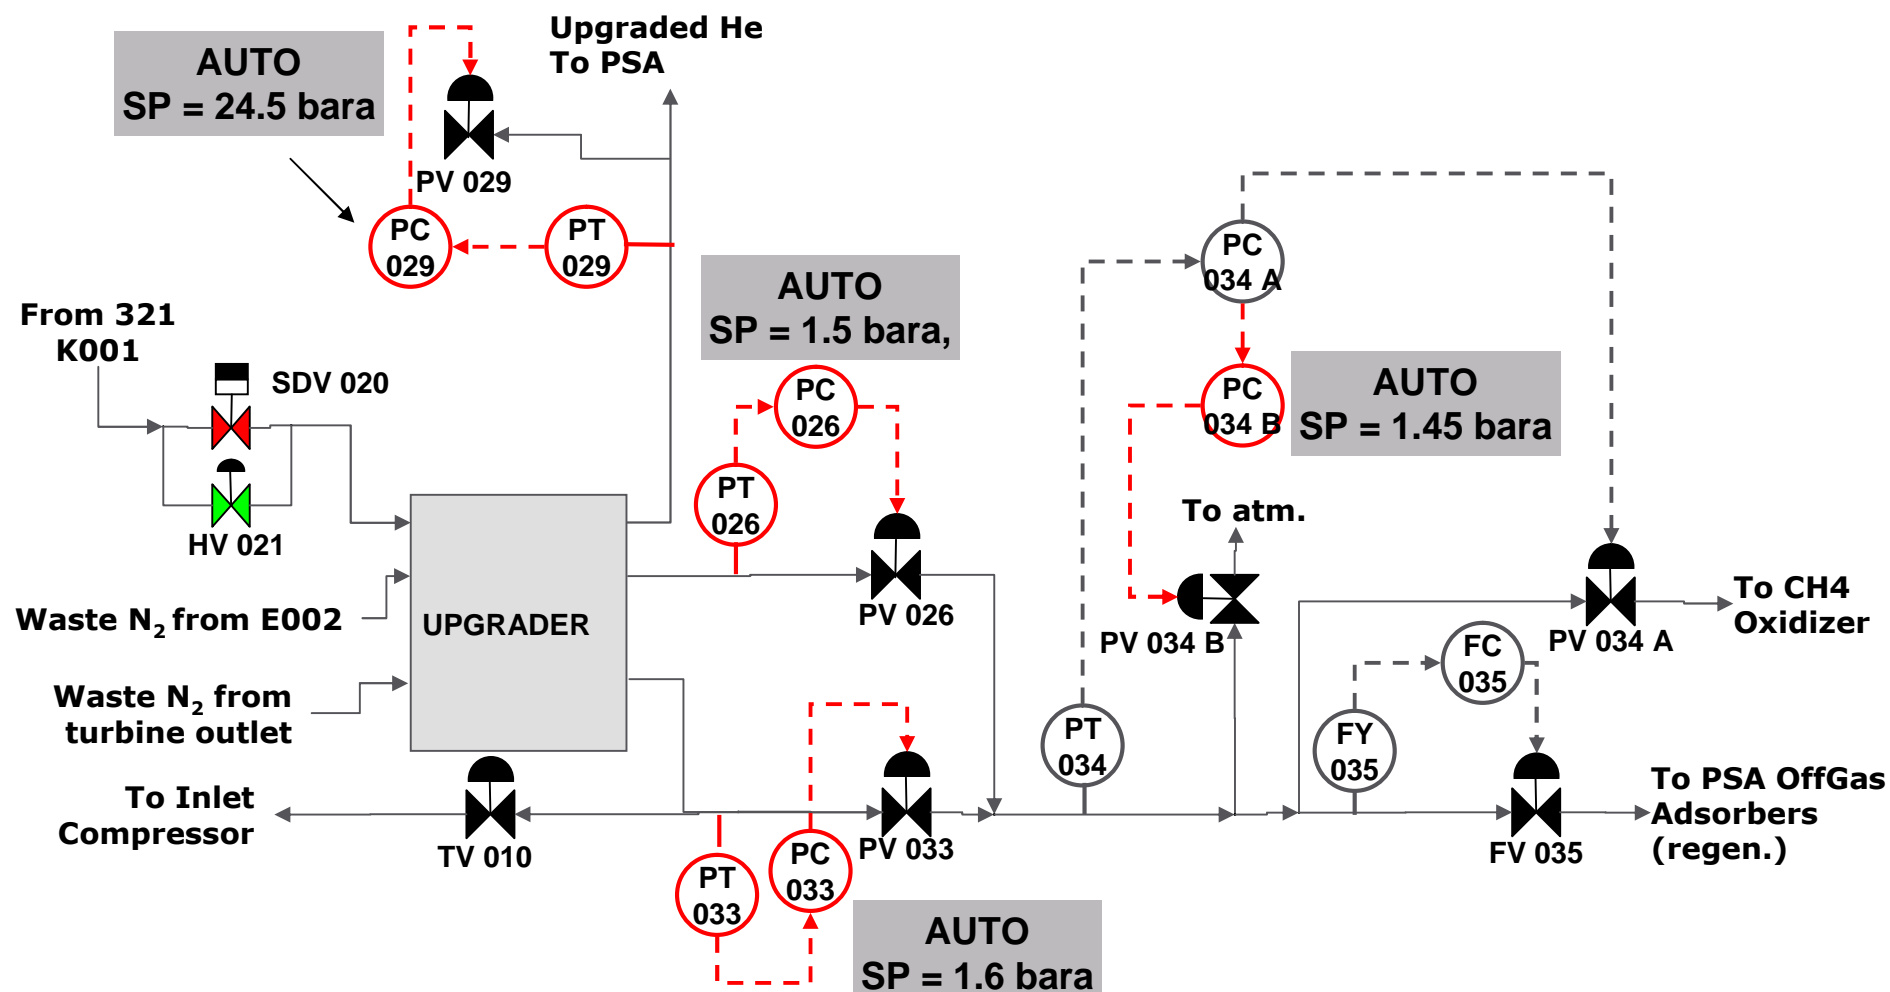 Upgraded He
To PSA
AUTO
SP = 24.5 bara
PV 029
PC
029
PT
029
PC
034 A
AUTO
SP = 1.5 bara,
From 321
K001
SDV 020
PC
026
PC
034 B
AUTO
SP = 1.45 bara
PT
026
HV 021
To atm.
Waste N₂ from E002
UPGRADER
PV 026
PV 034 B
PV 034 A
To CH4
Oxidizer
FC
035
Waste N₂ from
turbine outlet
PT
034
FY
035
To Inlet
Compressor
TV 010
PT
033
PC
033
PV 033
FV 035
To PSA OffGas
Adsorbers
(regen.)
AUTO
SP = 1.6 bara